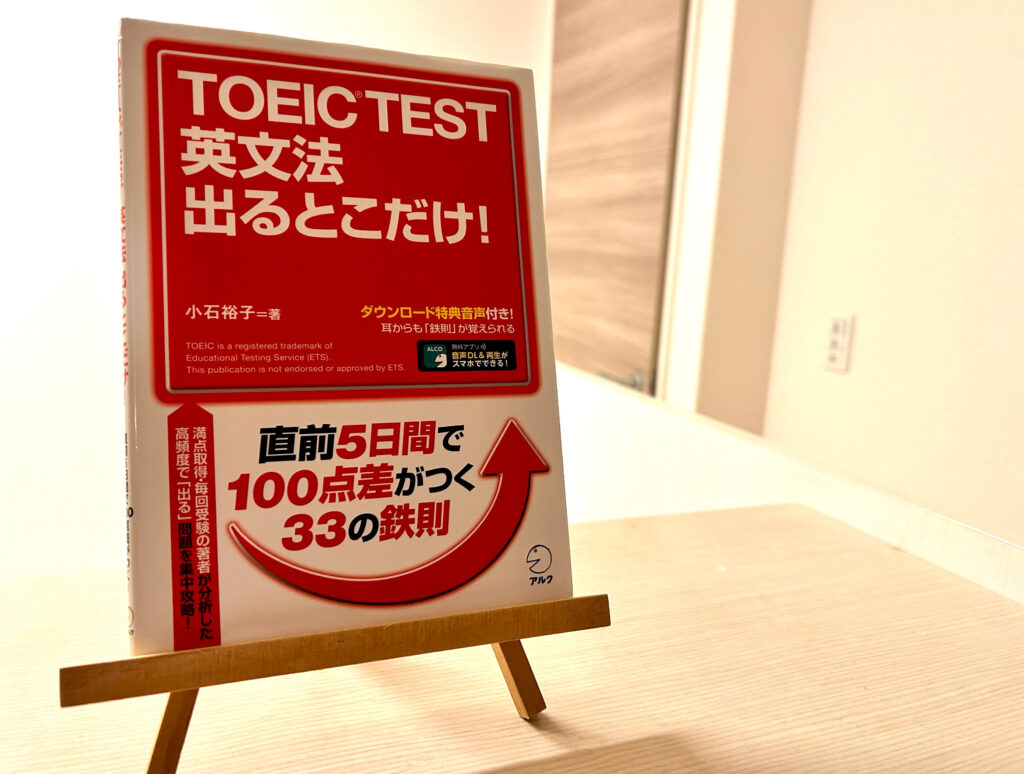 TOEIC® TEST
英文法
出るとこだけ!
小石裕子=著
ダウンロード特典音声付き!
耳からも「鉄則」が覚えられる
TOEIC is a registered trademark of
Educational Testing Service (ETS).
This publication is not endorsed or approved by ETS.
ALCO
無料アプリ
音声DL&再生が
スマホでできる!
満点取得・毎回受験の著者が分析した
高頻度で「出る」問題を集中攻略!
直前5日間で
100点差がつく
33の鉄則
アルク